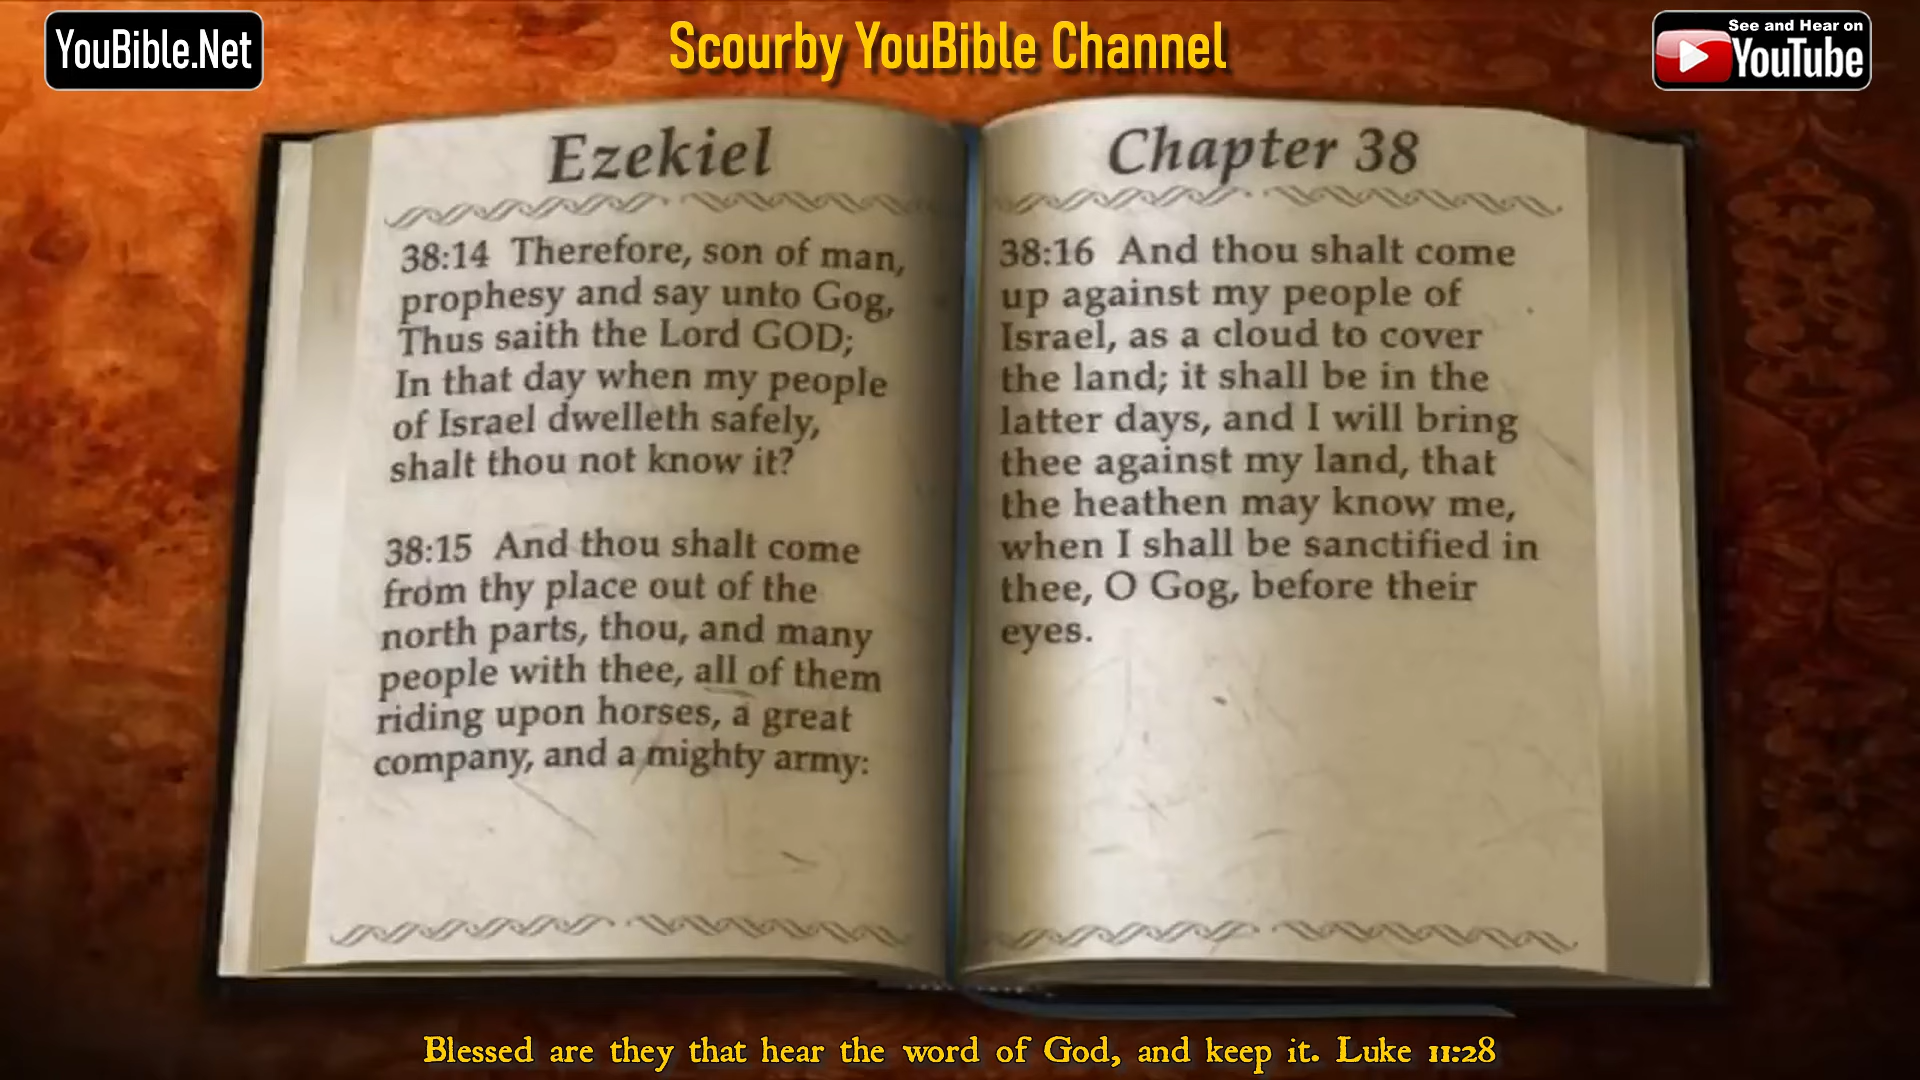 YouBible.Net
Scourby YouBible Channel
See and Hear on
YouTube
Ezekiel
38:14 Therefore, son of man,
prophesy and say unto Gog,
Thus saith the Lord GOD;
In that day when my people
of Israel dwelleth safely,
shalt thou not know it?
38:15 And thou shalt come
from thy place out of the
north parts, thou, and many
people with thee, all of them
riding upon horses, a great
company, and a mighty army:
Chapter 38
38:16 And thou shalt come
up against my people of
Israel, as a cloud to cover
the land; it shall be in the
latter days, and I will bring
thee against my land, that
the heathen may know me,
when I shall be sanctified in
thee, O Gog, before their
eyes.
Blessed are they that hear the word of God, and keep it. Luke 11:28